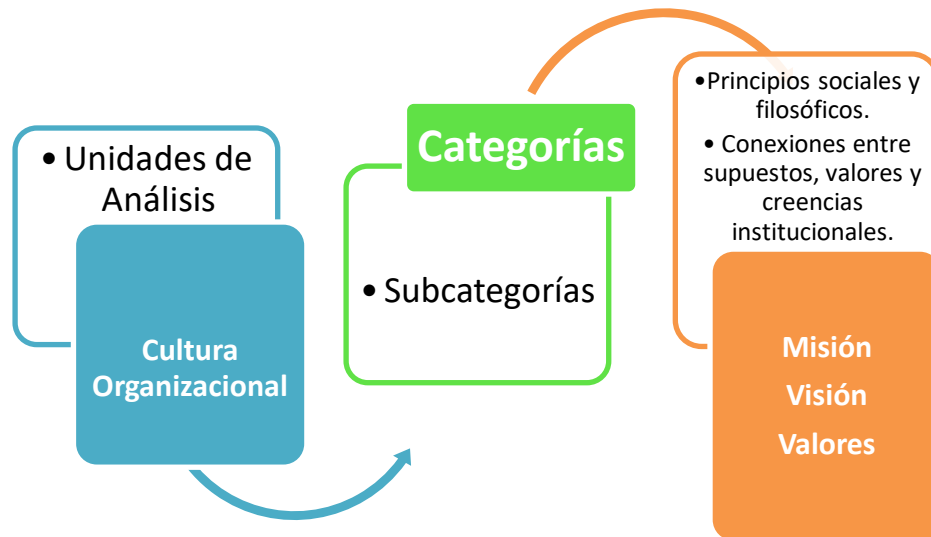 • Unidades de
Análisis
Cultura
Organizacional
Categorías
• Subcategorías
•Principios sociales y
filosóficos.
• Conexiones entre
supuestos, valores y
creencias
institucionales.
Misión
Visión
Valores